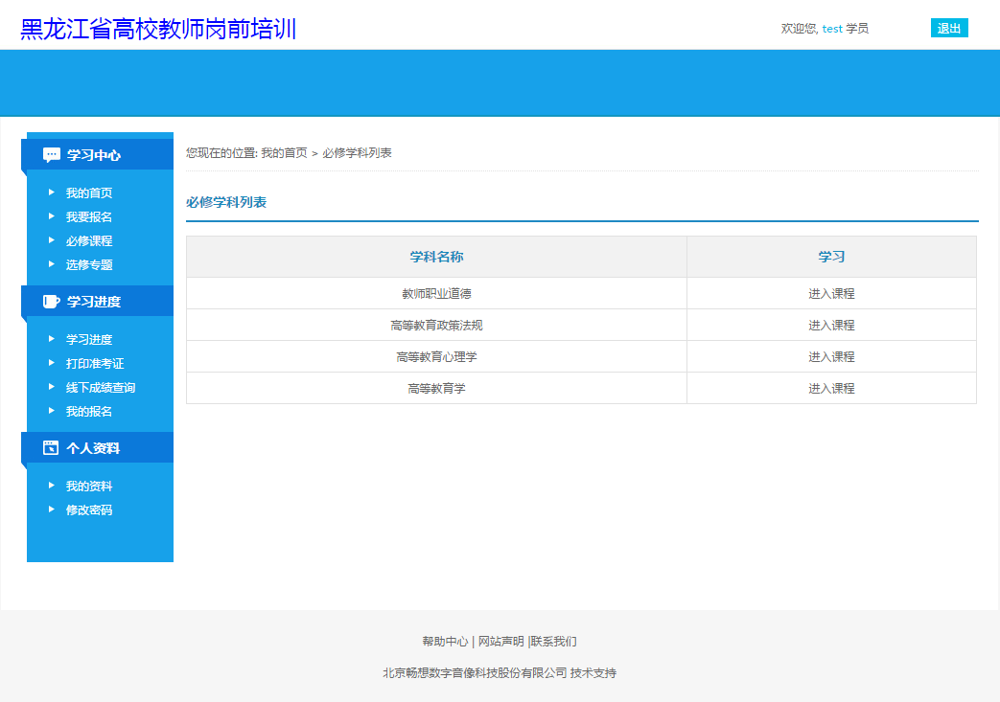 黑龙江省高校教师岗前培训
欢迎您, test 学员
退出
学习中心
我的首页
我要报名
必修课程
选修专题
学习进度
学习进度
打印准考证
线下成绩查询
我的报名
个人资料
我的资料
修改密码
您现在的位置: 我的首页 > 必修学科列表
必修学科列表
学科名称 学习
教师职业道德 进入课程
高等教育政策法规 进入课程
高等教育心理学 进入课程
高等教育学 进入课程
帮助中心 | 网站声明 |联系我们
北京畅想数字音像科技股份有限公司 技术支持